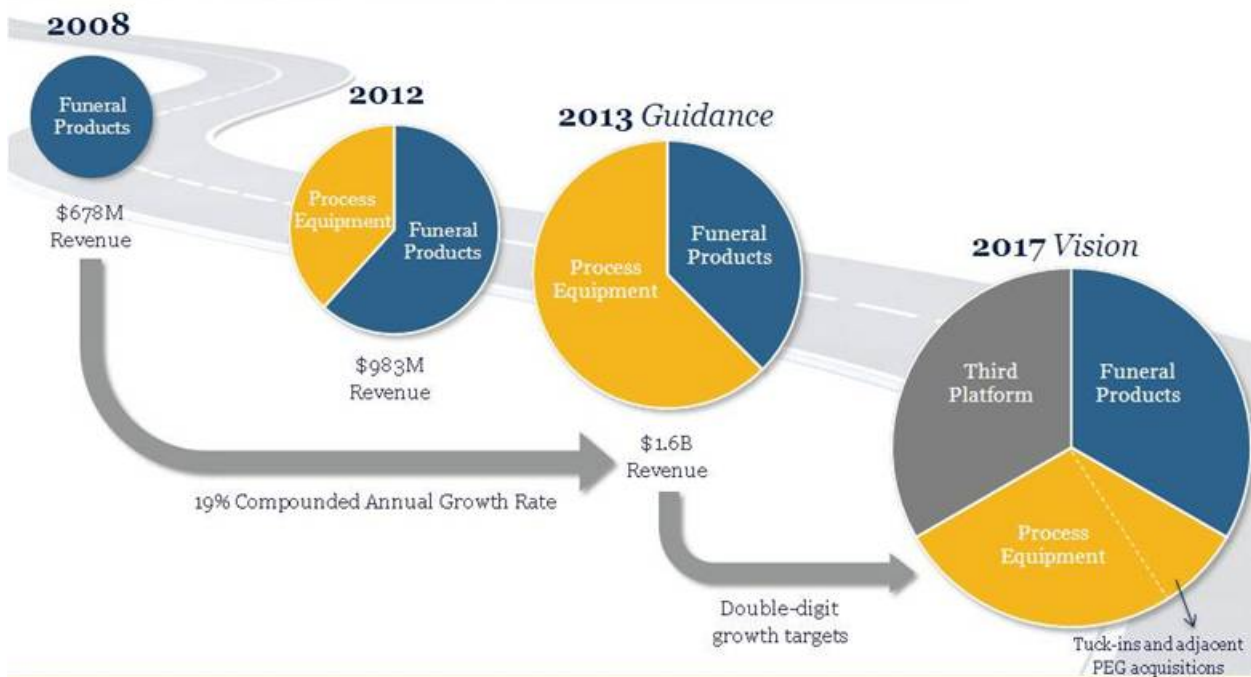 2008
Funeral
Products
$678M
Revenue
2012
Process
Equipment
Funeral
Products
$983M
Revenue
2013 Guidance
Process
Equipment
Funeral
Products
$1.6B
Revenue
19% Compounded Annual Growth Rate
2017 Vision
Third
Platform
Funeral
Products
Process
Equipment
Double-digit
growth targets
Tuck-ins and adjacent
PEG acquisitions